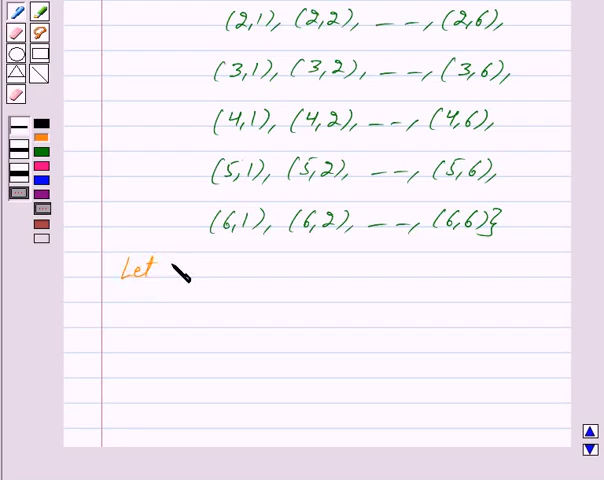 (2,1), (2,2), - -, (2,6),
(3,1), (3,2), - -, (3,6),
(4,1), (4,2), - -, (4,6),
(5,1), (5,2), - -, (5,6),
(6,1), (6,2), - -, (6,6)}
Let